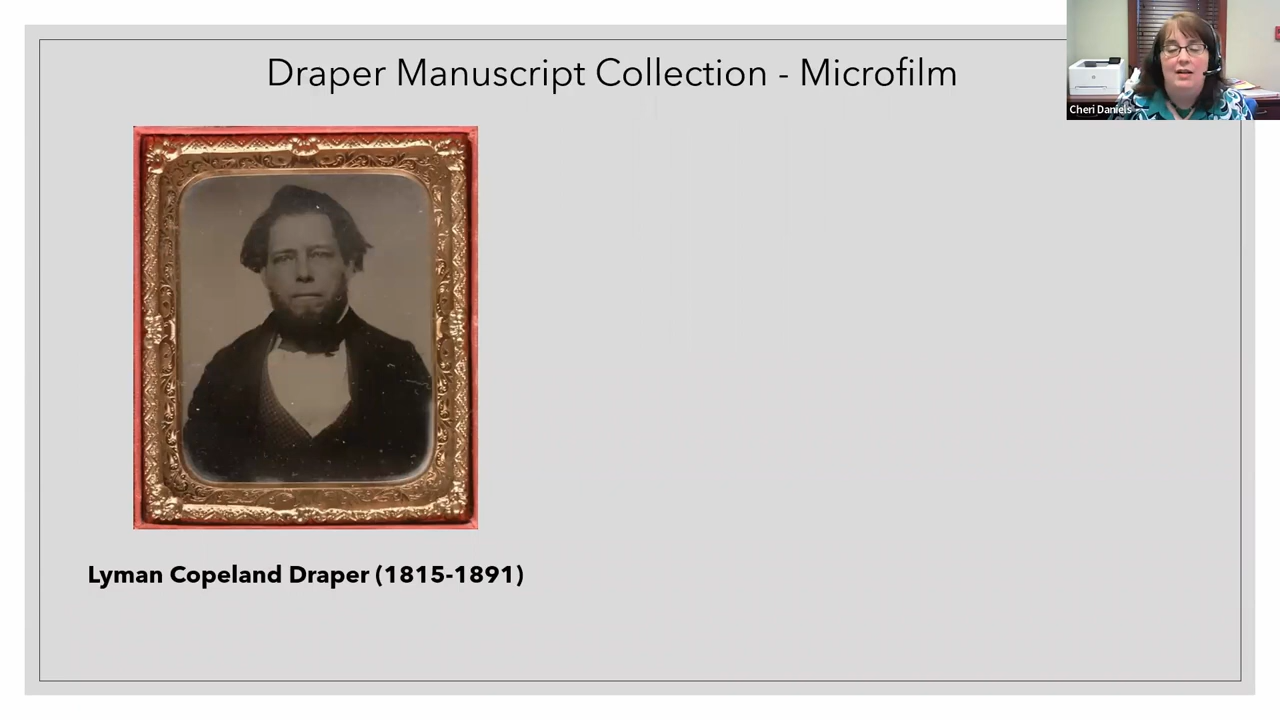 Draper Manuscript Collection - Microfilm
Cheri Daniels
Lyman Copeland Draper (1815-1891)